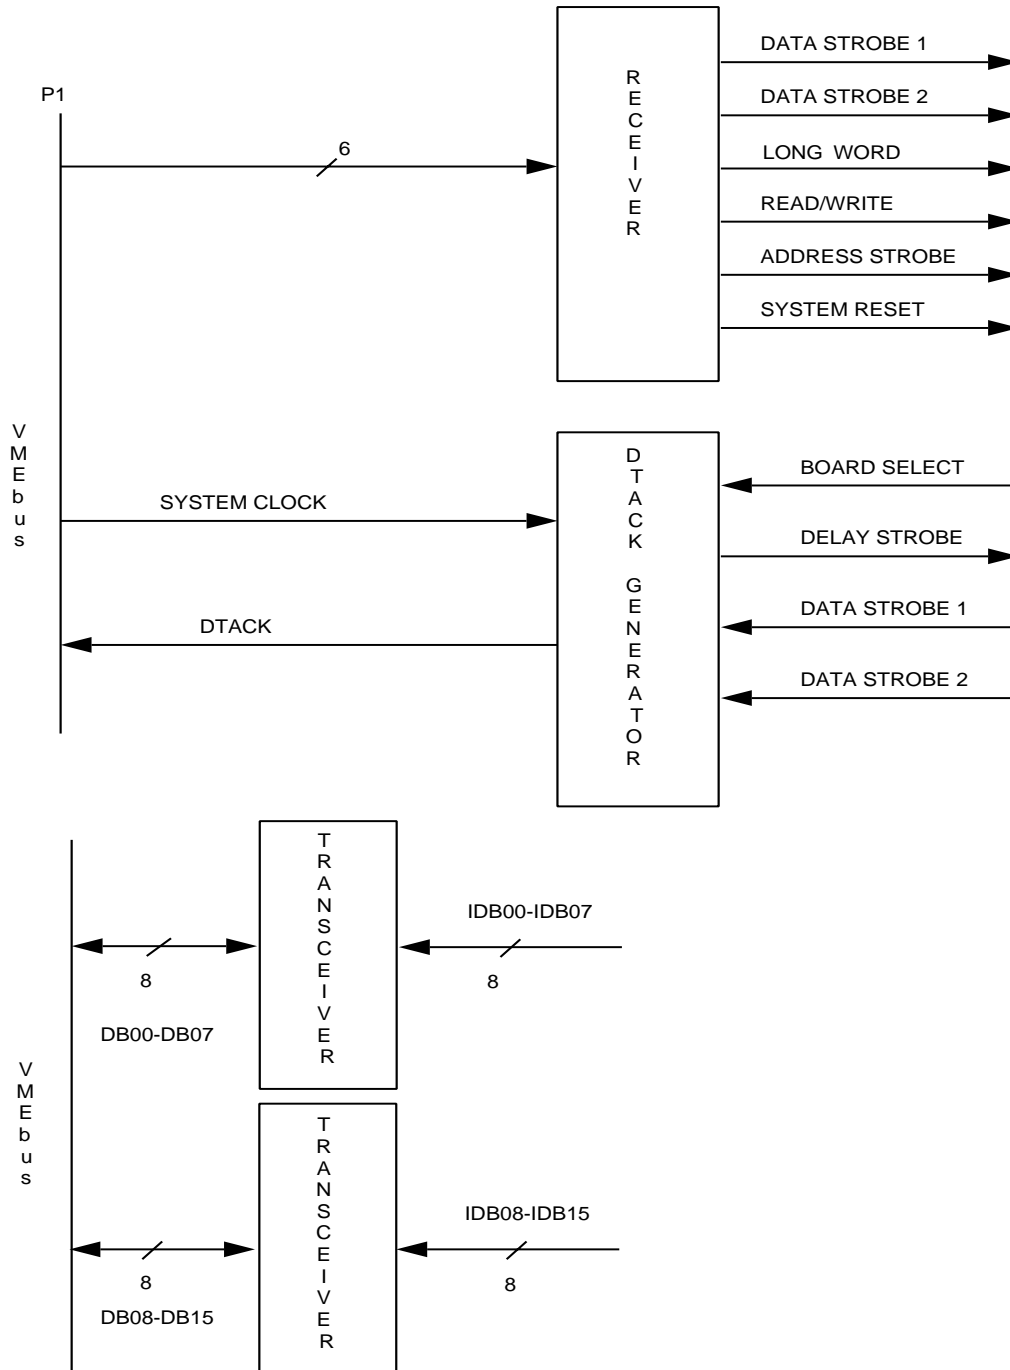 P1
6
RECEIVER
DATA STROBE 1
DATA STROBE 2
LONG WORD
READ/WRITE
ADDRESS STROBE
SYSTEM RESET
VMEbus
SYSTEM CLOCK
DTACK
DTACK GENERATOR
BOARD SELECT
DELAY STROBE
DATA STROBE 1
DATA STROBE 2
VMEbus
8
DB00-DB07
TRANSCEIVER
IDB00-IDB07
8
8
DB08-DB15
TRANSCEIVER
IDB08-IDB15
8